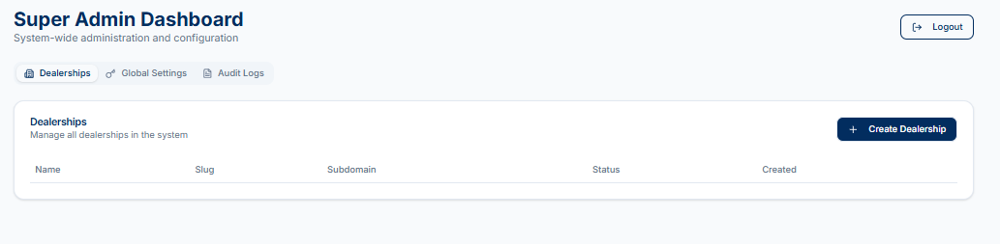 Super Admin Dashboard
System-wide administration and configuration
Logout
Dealerships Global Settings Audit Logs
Dealerships
Manage all dealerships in the system
Create Dealership
Name Slug Subdomain Status Created